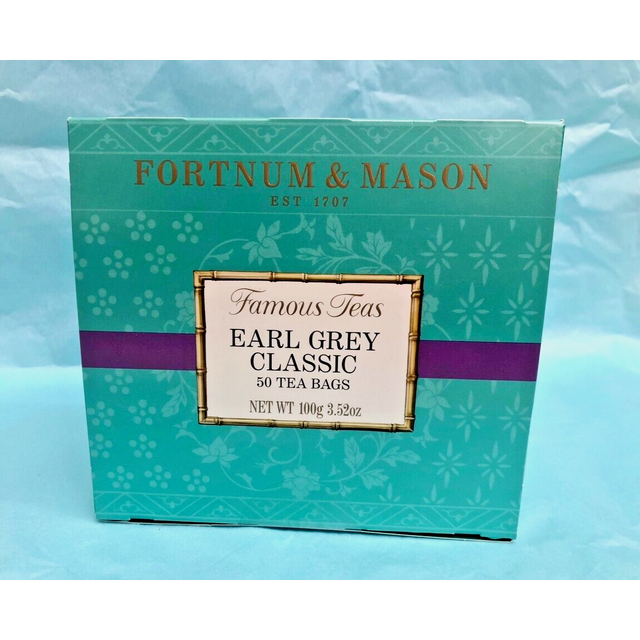 FORTNUM & MASON
EST 1707
Famous Teas
EARL GREY
CLASSIC
50 TEA BAGS
NET WT 100g 3.52oz